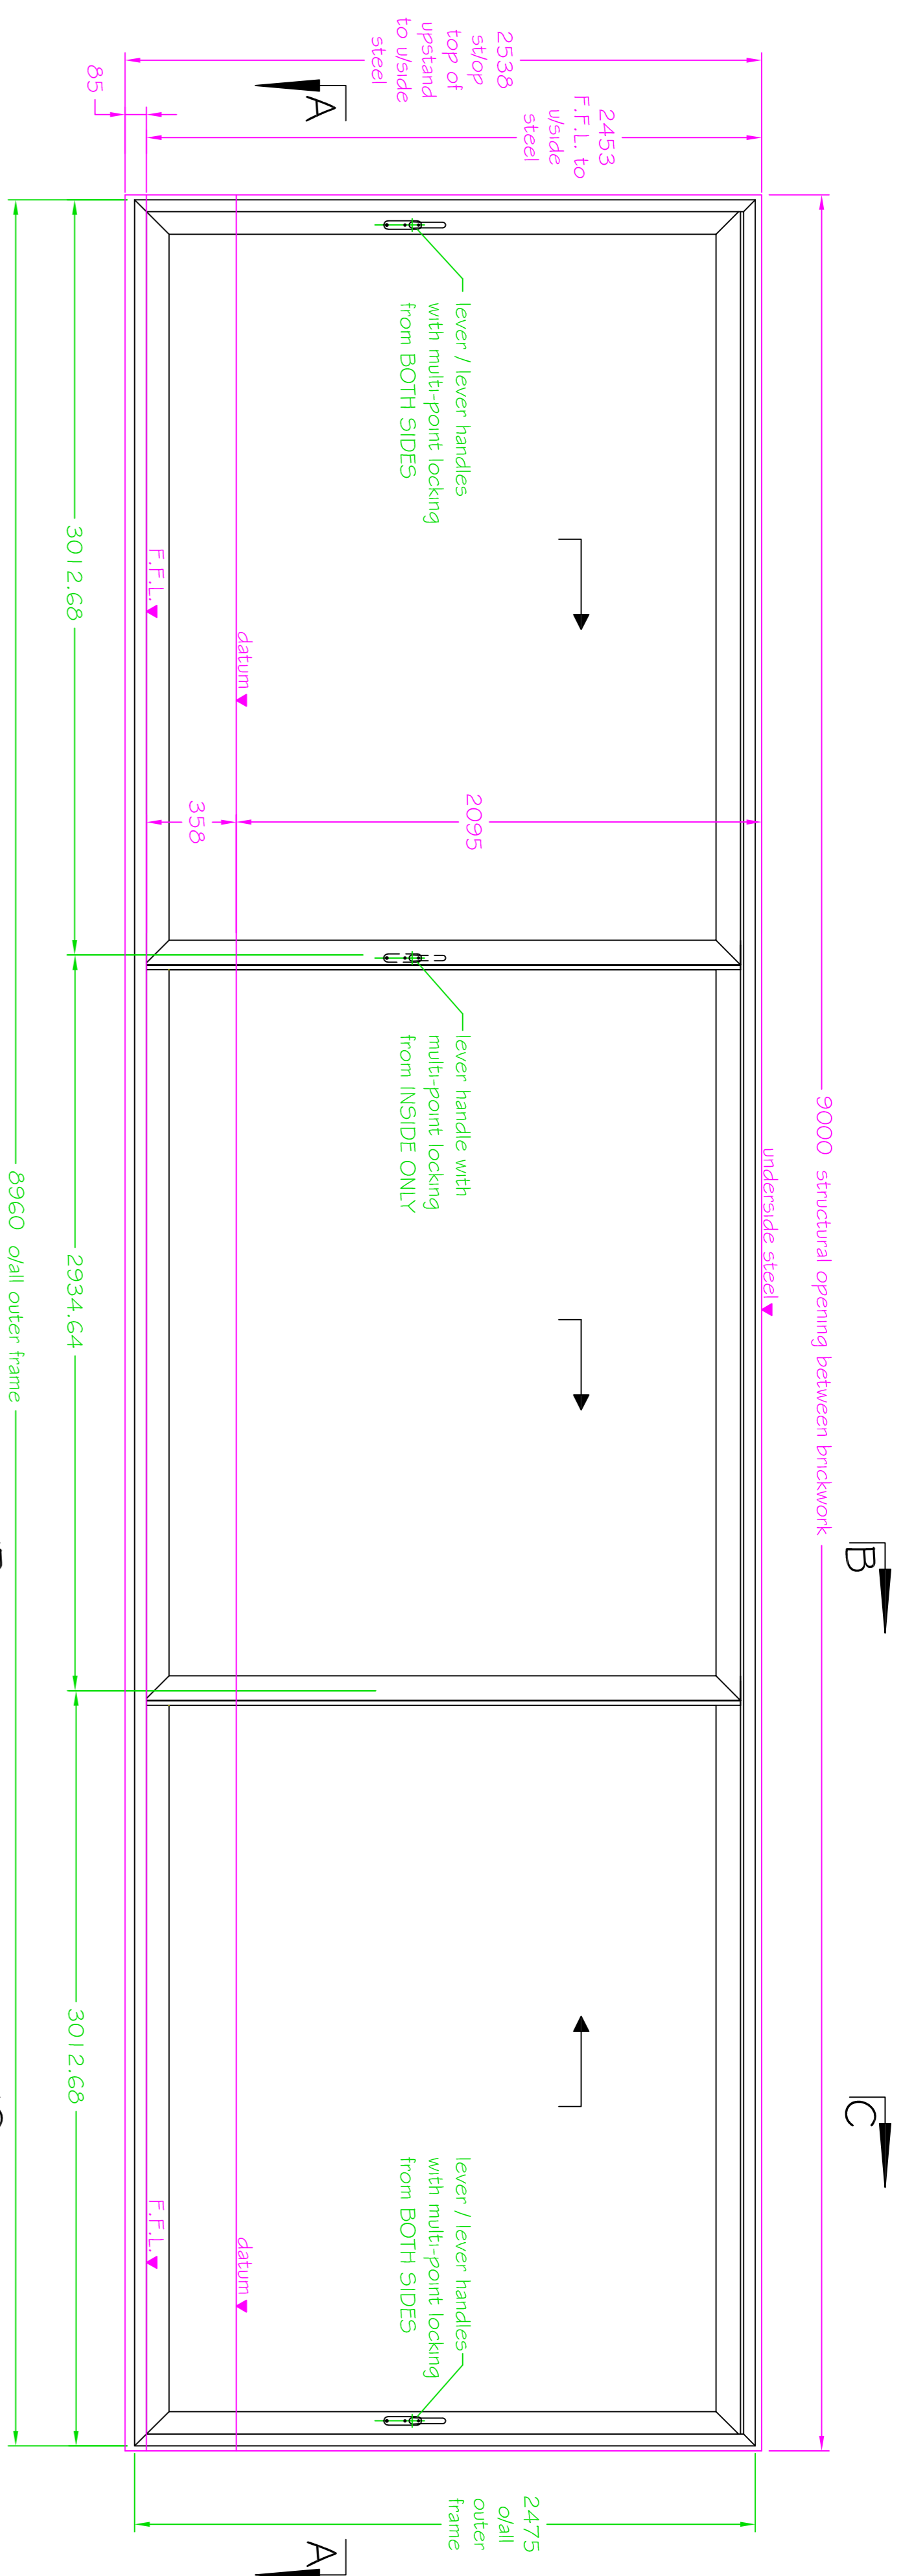 B
C
9000 structural opening between brickwork
underside steel
2538
st/op
top of
upstand
to u/side
steel
2453
F.F.L. to
u/side
steel
85
A
lever / lever handles
with multi-point locking
from BOTH SIDES
lever handle with
multi-point locking
from INSIDE ONLY
lever / lever handles
with multi-point locking
from BOTH SIDES
2095
358
datum
datum
F.F.L.
F.F.L.
2475
o/all
outer
frame
A
3012.68
2934.64
3012.68
8960 o/all outer frame